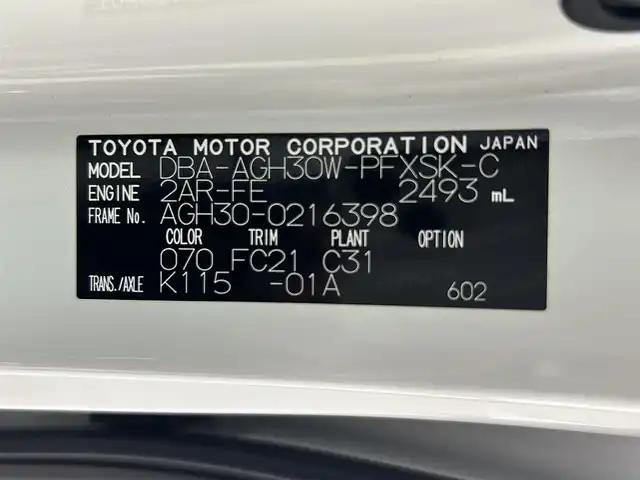 TOYOTA MOTOR CORPORATION JAPAN
MODEL DBA-AGH30W-PFXSK-C
ENGINE 2AR-FE 2493 mL
FRAME No. AGH30-0216398
COLOR TRIM PLANT OPTION
070 FC21 C31
TRANS./AXLE K115 -01A 602